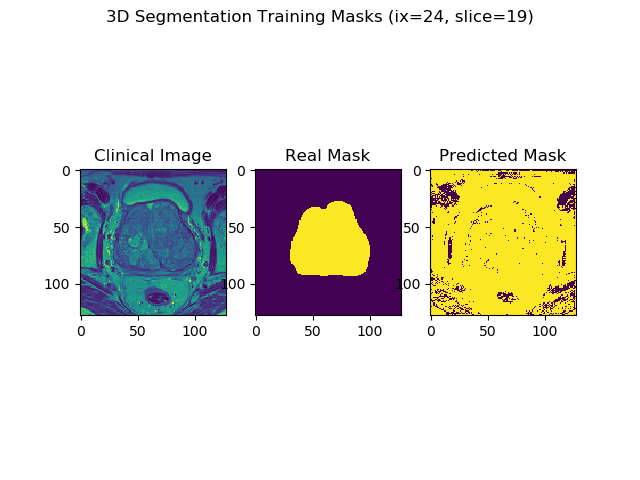 3D Segmentation Training Masks (ix=24, slice=19)
Clinical Image Real Mask Predicted Mask
0 0 0
50 50 50
100 100 100
0 50 100 0 50 100 0 50 100